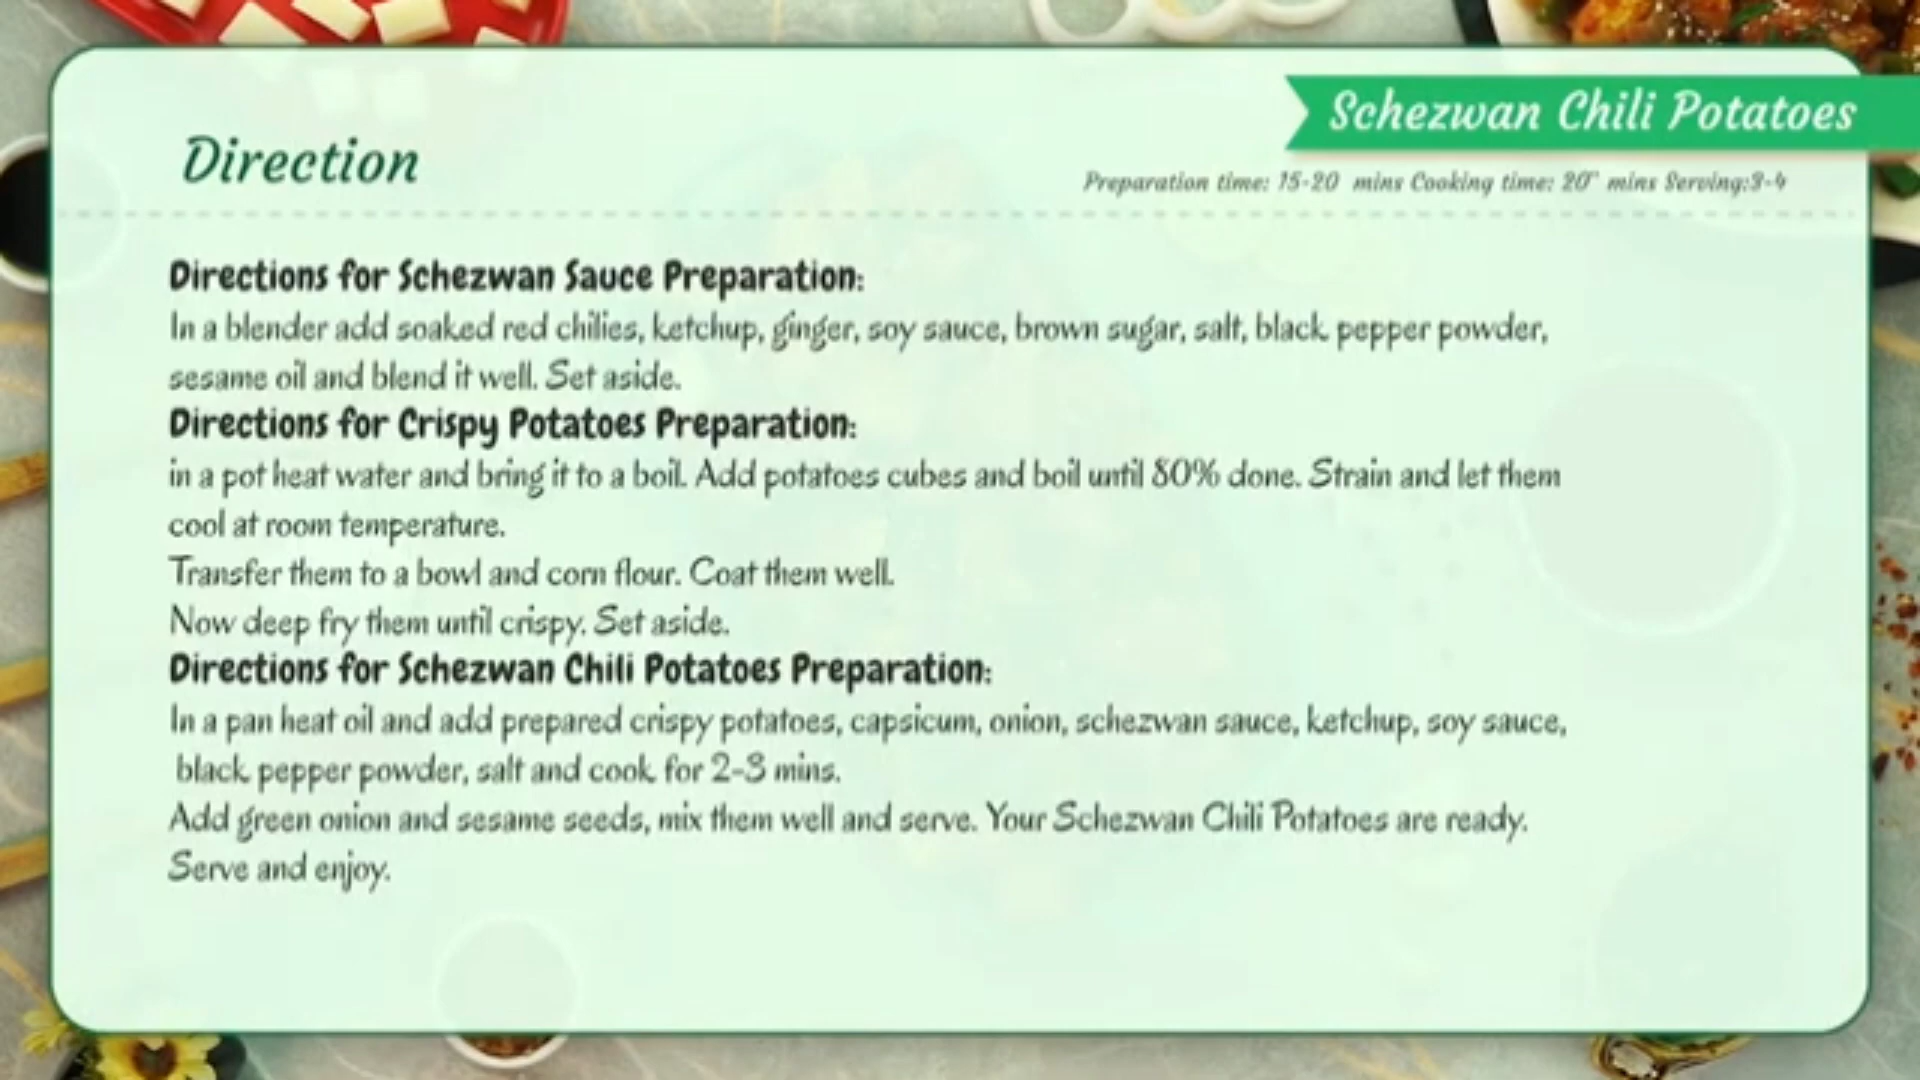 Schezwan Chili Potatoes
Direction
Preparation time: 15-20 mins Cooking time: 20" mins Serving:3-4
Directions for Schezwan Sauce Preparation:
In a blender add soaked red chilies, ketchup, ginger, soy sauce, brown sugar, salt, black pepper powder,
sesame oil and blend it well. Set aside.
Directions for Crispy Potatoes Preparation:
in a pot heat water and bring it to a boil. Add potatoes cubes and boil until 80% done. Strain and let them
cool at room temperature.
Transfer them to a bowl and corn flour. Coat them well.
Now deep fry them until crispy. Set aside.
Directions for Schezwan Chili Potatoes Preparation:
In a pan heat oil and add prepared crispy potatoes, capsicum, onion, schezwan sauce, ketchup, soy sauce,
black pepper powder, salt and cook for 2-3 mins.
Add green onion and sesame seeds, mix them well and serve. Your Schezwan Chili Potatoes are ready.
Serve and enjoy.